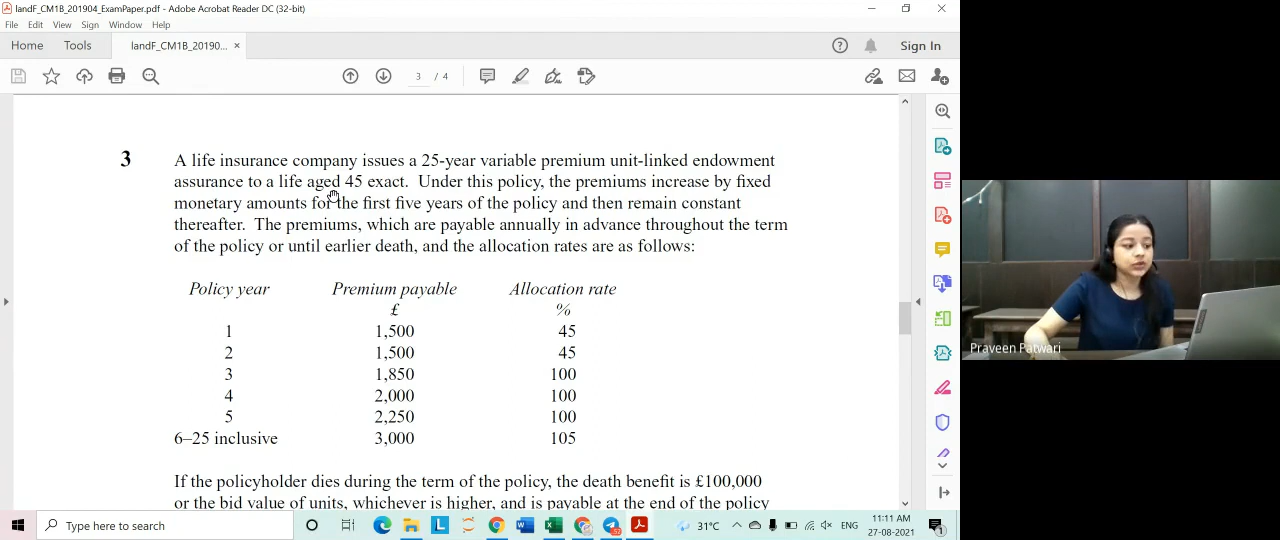 landF_CM1B_201904_ExamPaper.pdf - Adobe Acrobat Reader DC (32-bit)
File Edit View Sign Window Help
Home Tools landF_CM1B_20190... × Sign In
3 / 4
3 A life insurance company issues a 25-year variable premium unit-linked endowment
assurance to a life aged 45 exact. Under this policy, the premiums increase by fixed
monetary amounts for the first five years of the policy and then remain constant
thereafter. The premiums, which are payable annually in advance throughout the term
of the policy or until earlier death, and the allocation rates are as follows:
Policy year Premium payable Allocation rate
£ %
1 1,500 45
2 1,500 45
3 1,850 100
4 2,000 100
5 2,250 100
6–25 inclusive 3,000 105
If the policyholder dies during the term of the policy, the death benefit is £100,000
or the bid value of units, whichever is higher, and is payable at the end of the policy
Praveen Patwari
Type here to search
31°C ENG 11:11 AM
27-08-2021